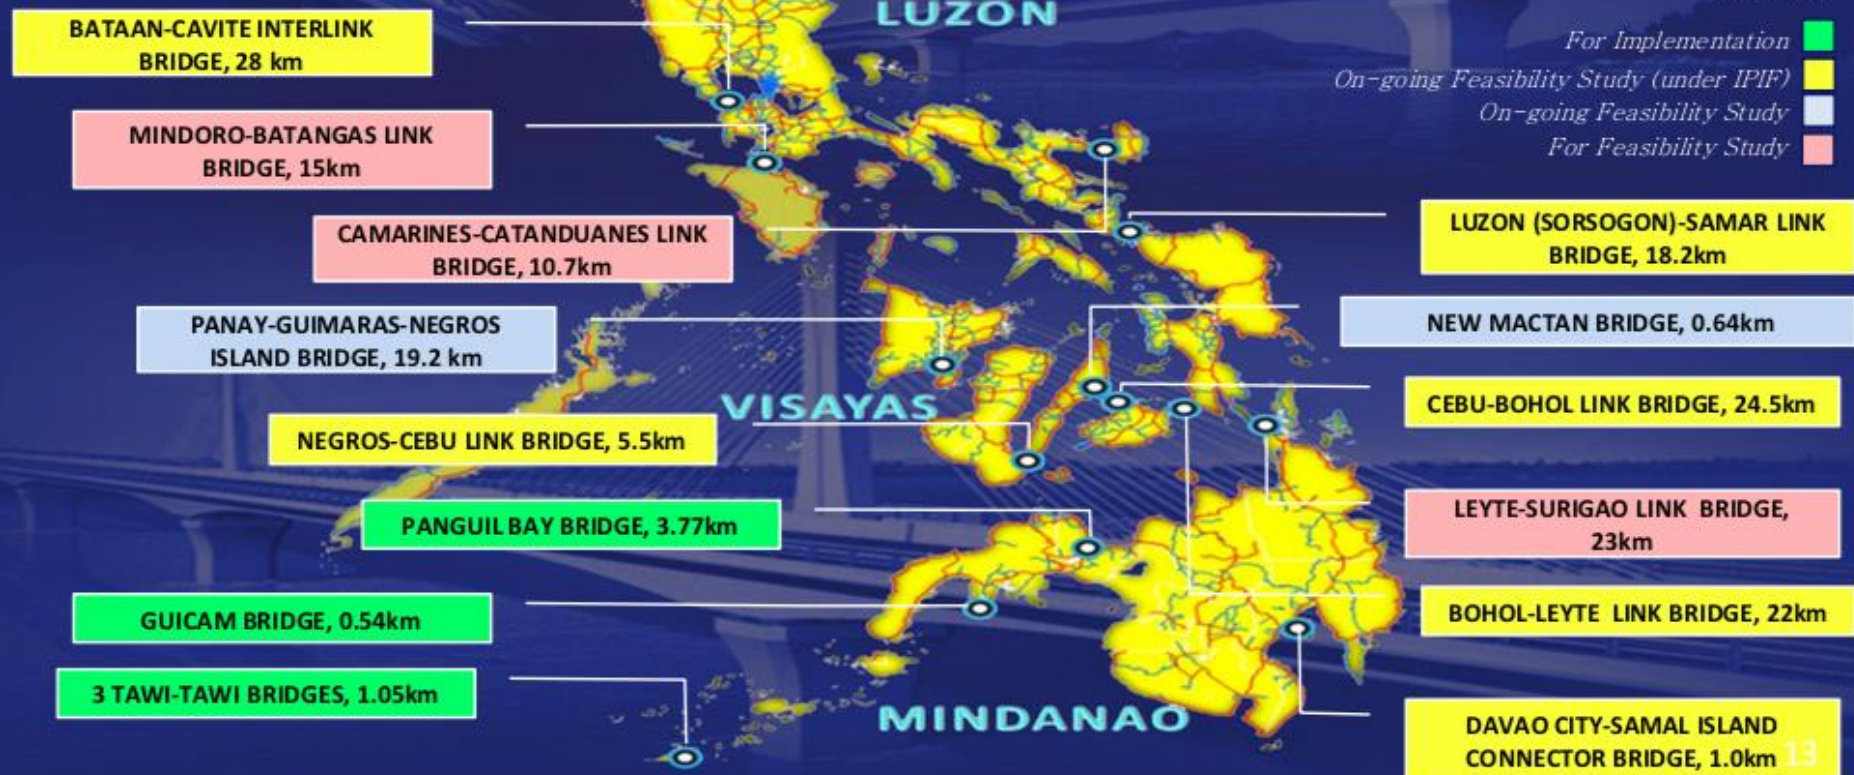 LUZON
BATAAN-CAVITE INTERLINK
BRIDGE, 28 km
For Implementation
On-going Feasibility Study (under IPIF)
On-going Feasibility Study
For Feasibility Study
MINDORO-BATANGAS LINK
BRIDGE, 15km
CAMARINES-CATANDUANES LINK
BRIDGE, 10.7km
LUZON (SORSOGON)-SAMAR LINK
BRIDGE, 18.2km
PANAY-GUIMARAS-NEGROS
ISLAND BRIDGE, 19.2 km
NEW MACTAN BRIDGE, 0.64km
VISAYAS
CEBU-BOHOL LINK BRIDGE, 24.5km
NEGROS-CEBU LINK BRIDGE, 5.5km
PANGUIL BAY BRIDGE, 3.77km
LEYTE-SURIGAO LINK BRIDGE,
23km
GUICAM BRIDGE, 0.54km
BOHOL-LEYTE LINK BRIDGE, 22km
3 TAWI-TAWI BRIDGES, 1.05km
MINDANAO
DAVAO CITY-SAMAL ISLAND
CONNECTOR BRIDGE, 1.0km
13